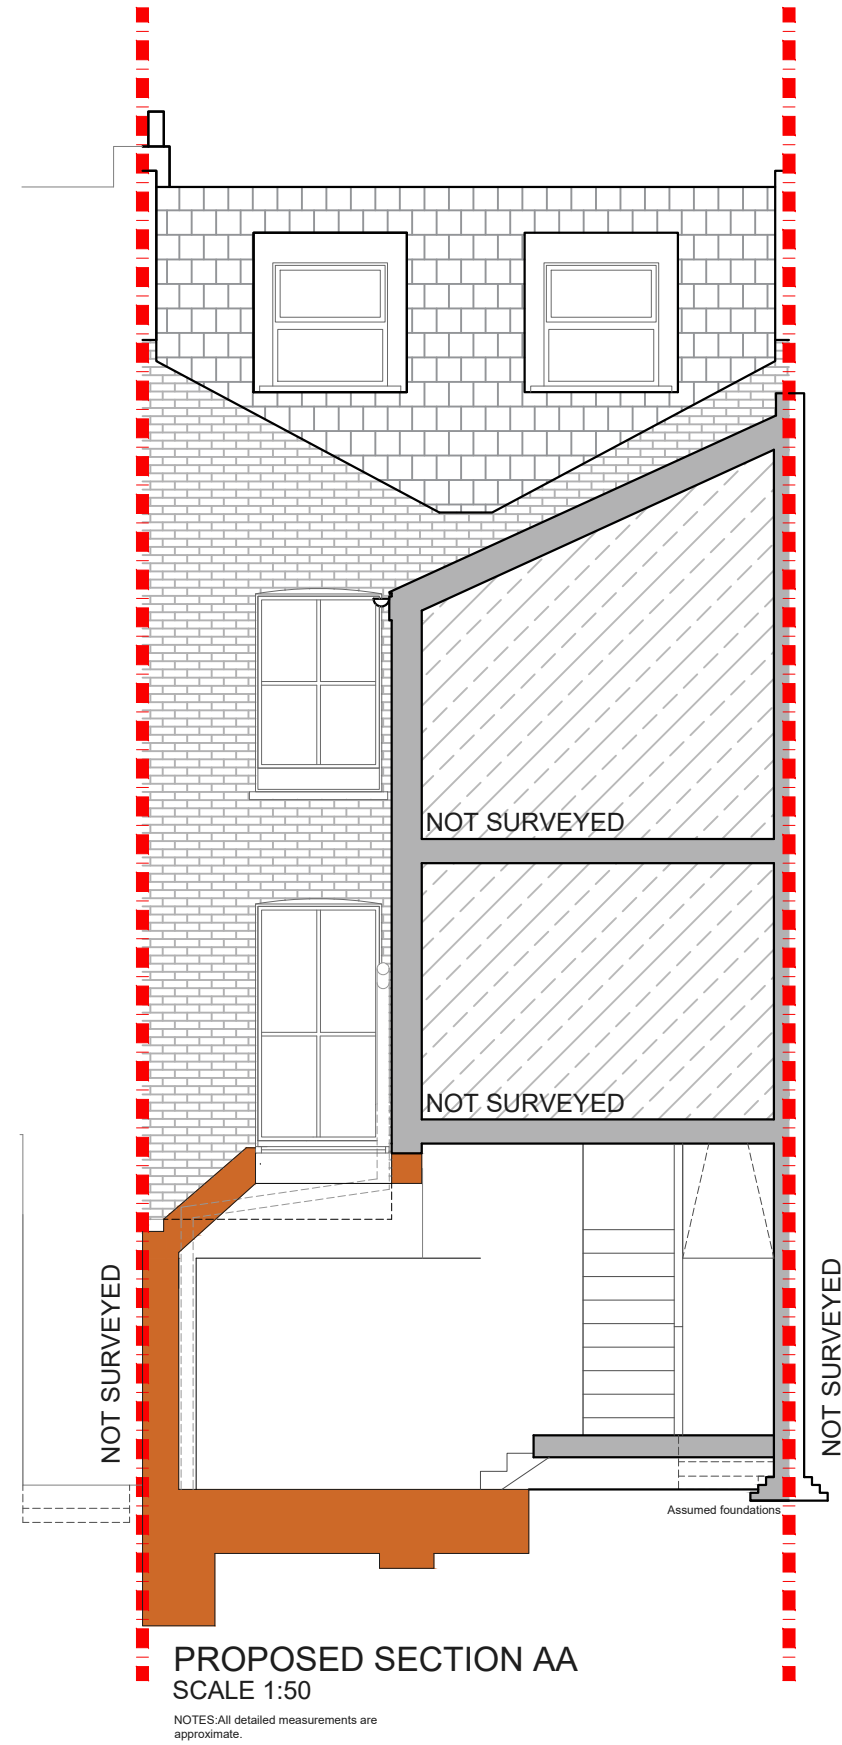 NOT SURVEYED
NOT SURVEYED
NOT SURVEYED
NOT SURVEYED
Assumed foundations
PROPOSED SECTION AA
SCALE 1:50
NOTES:All detailed measurements are
approximate.